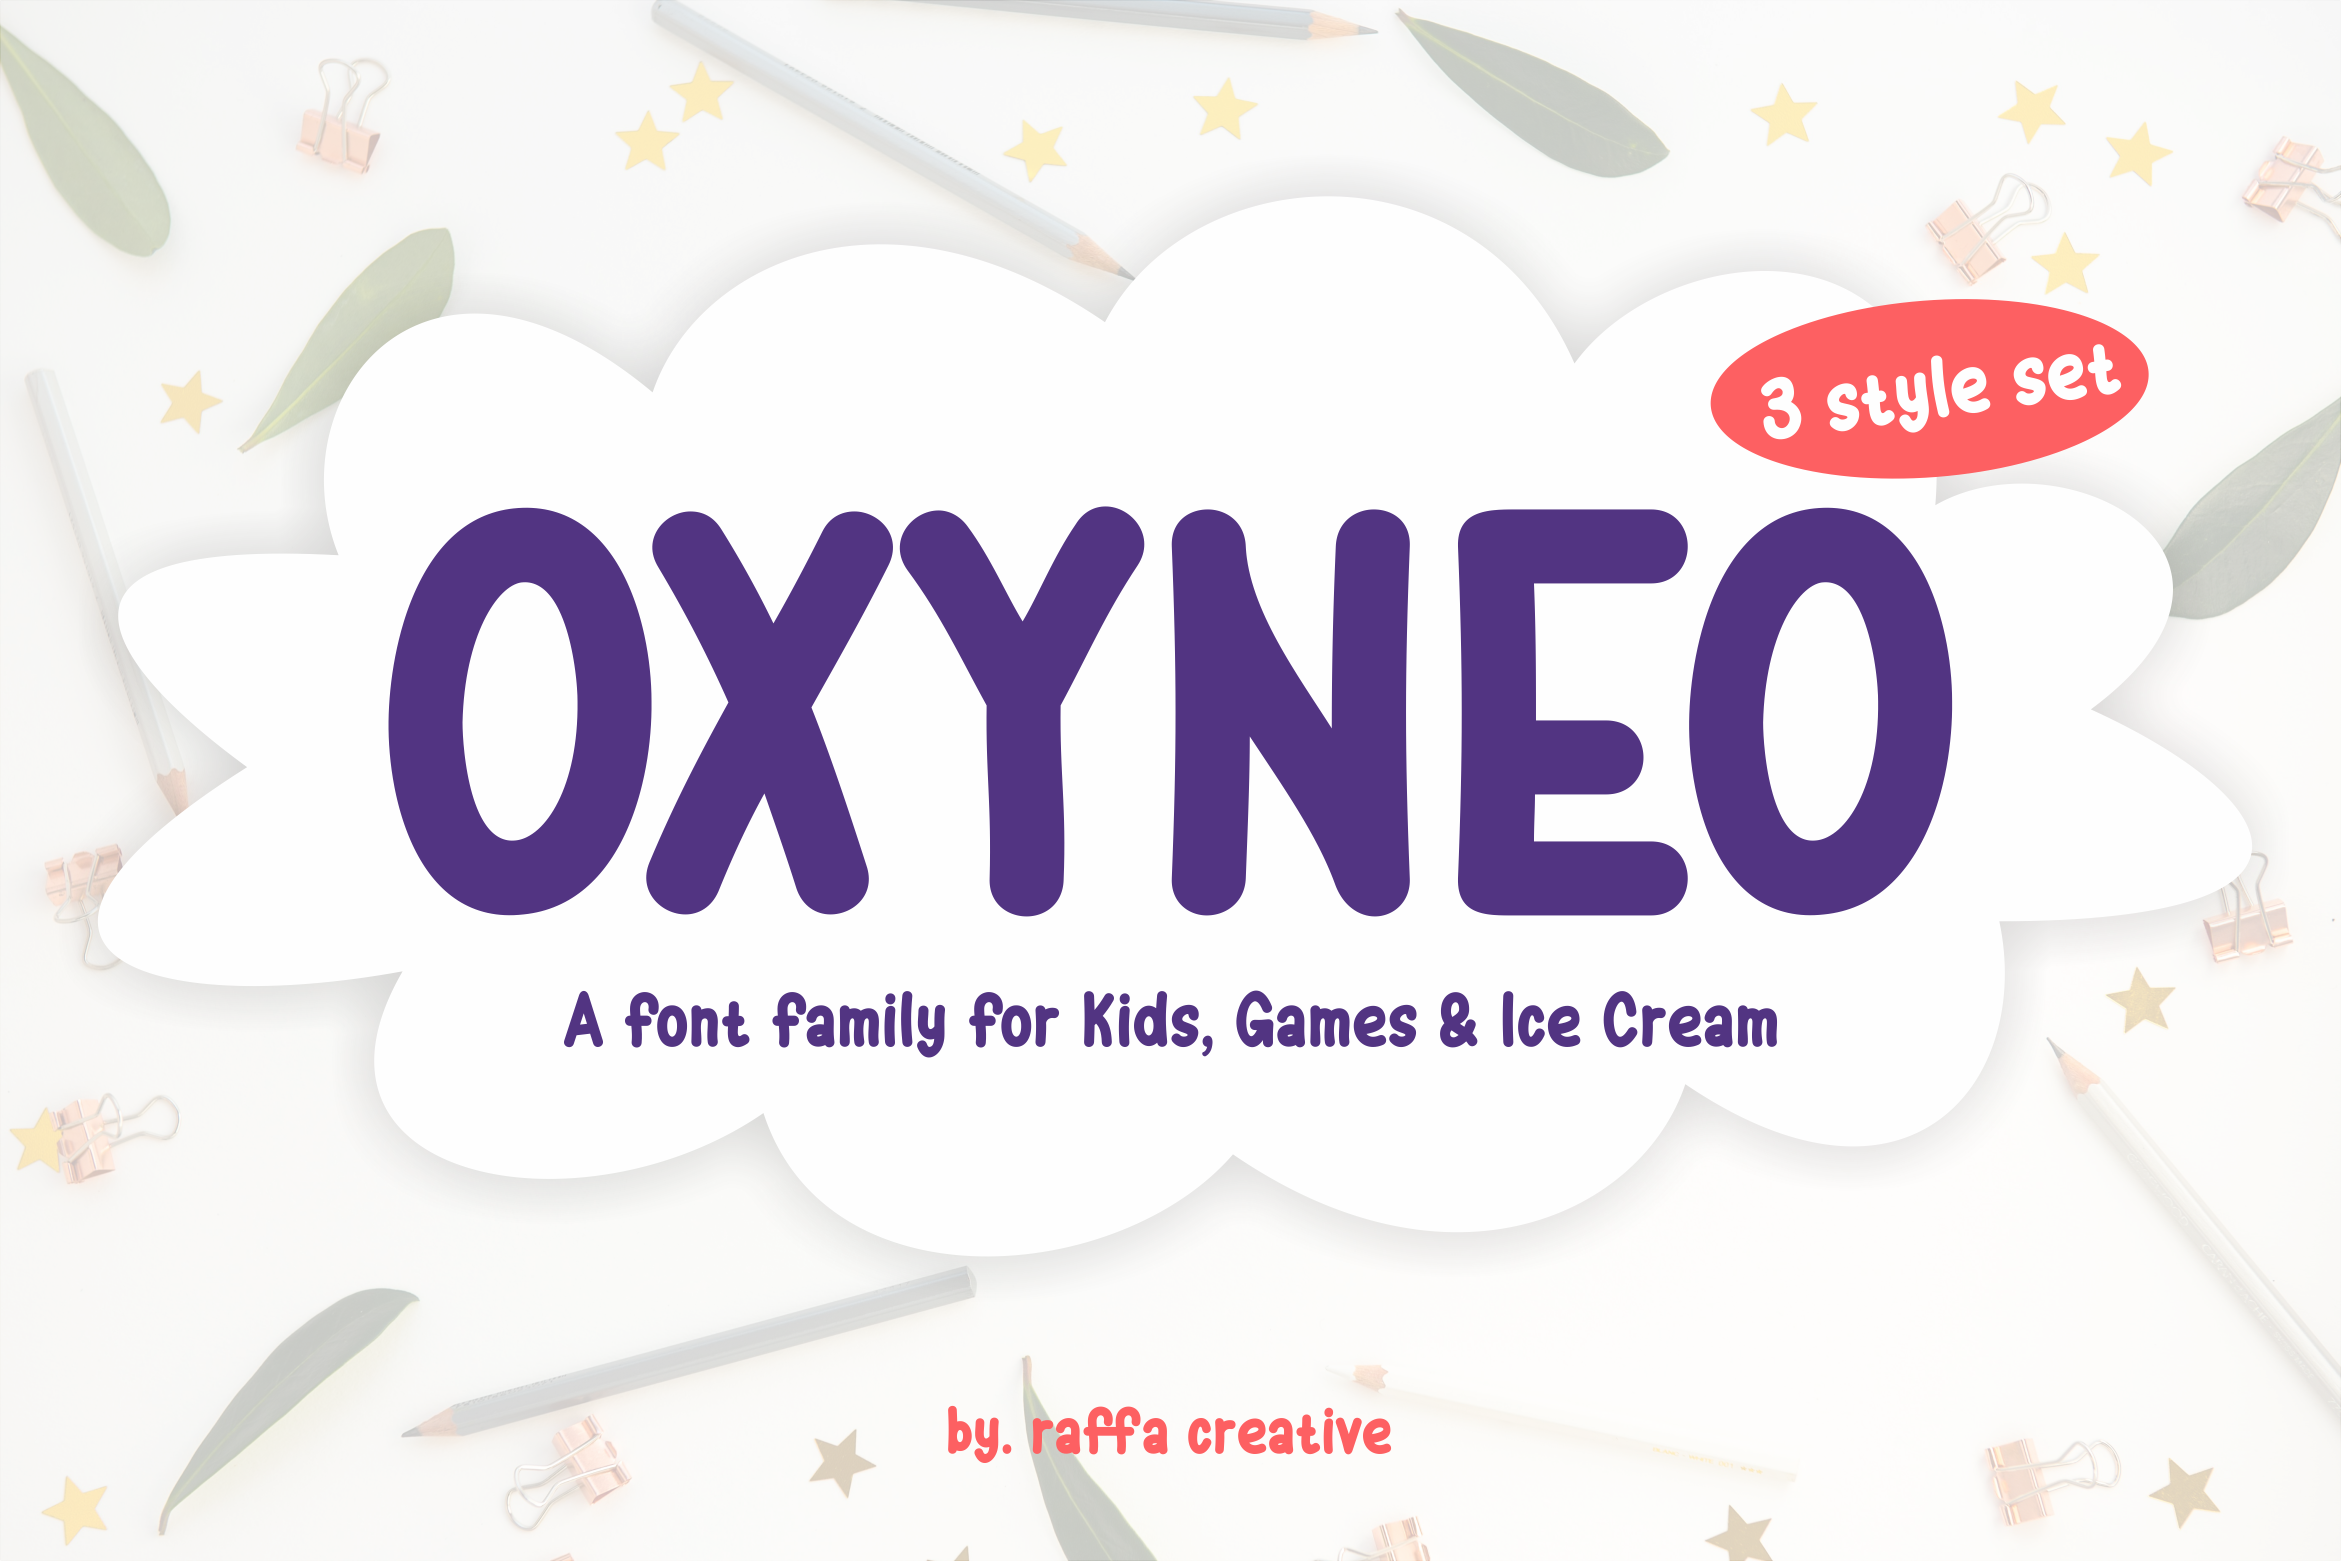 3 style set
OXYNEO
A font family for Kids, Games & Ice Cream
by. raffa creative